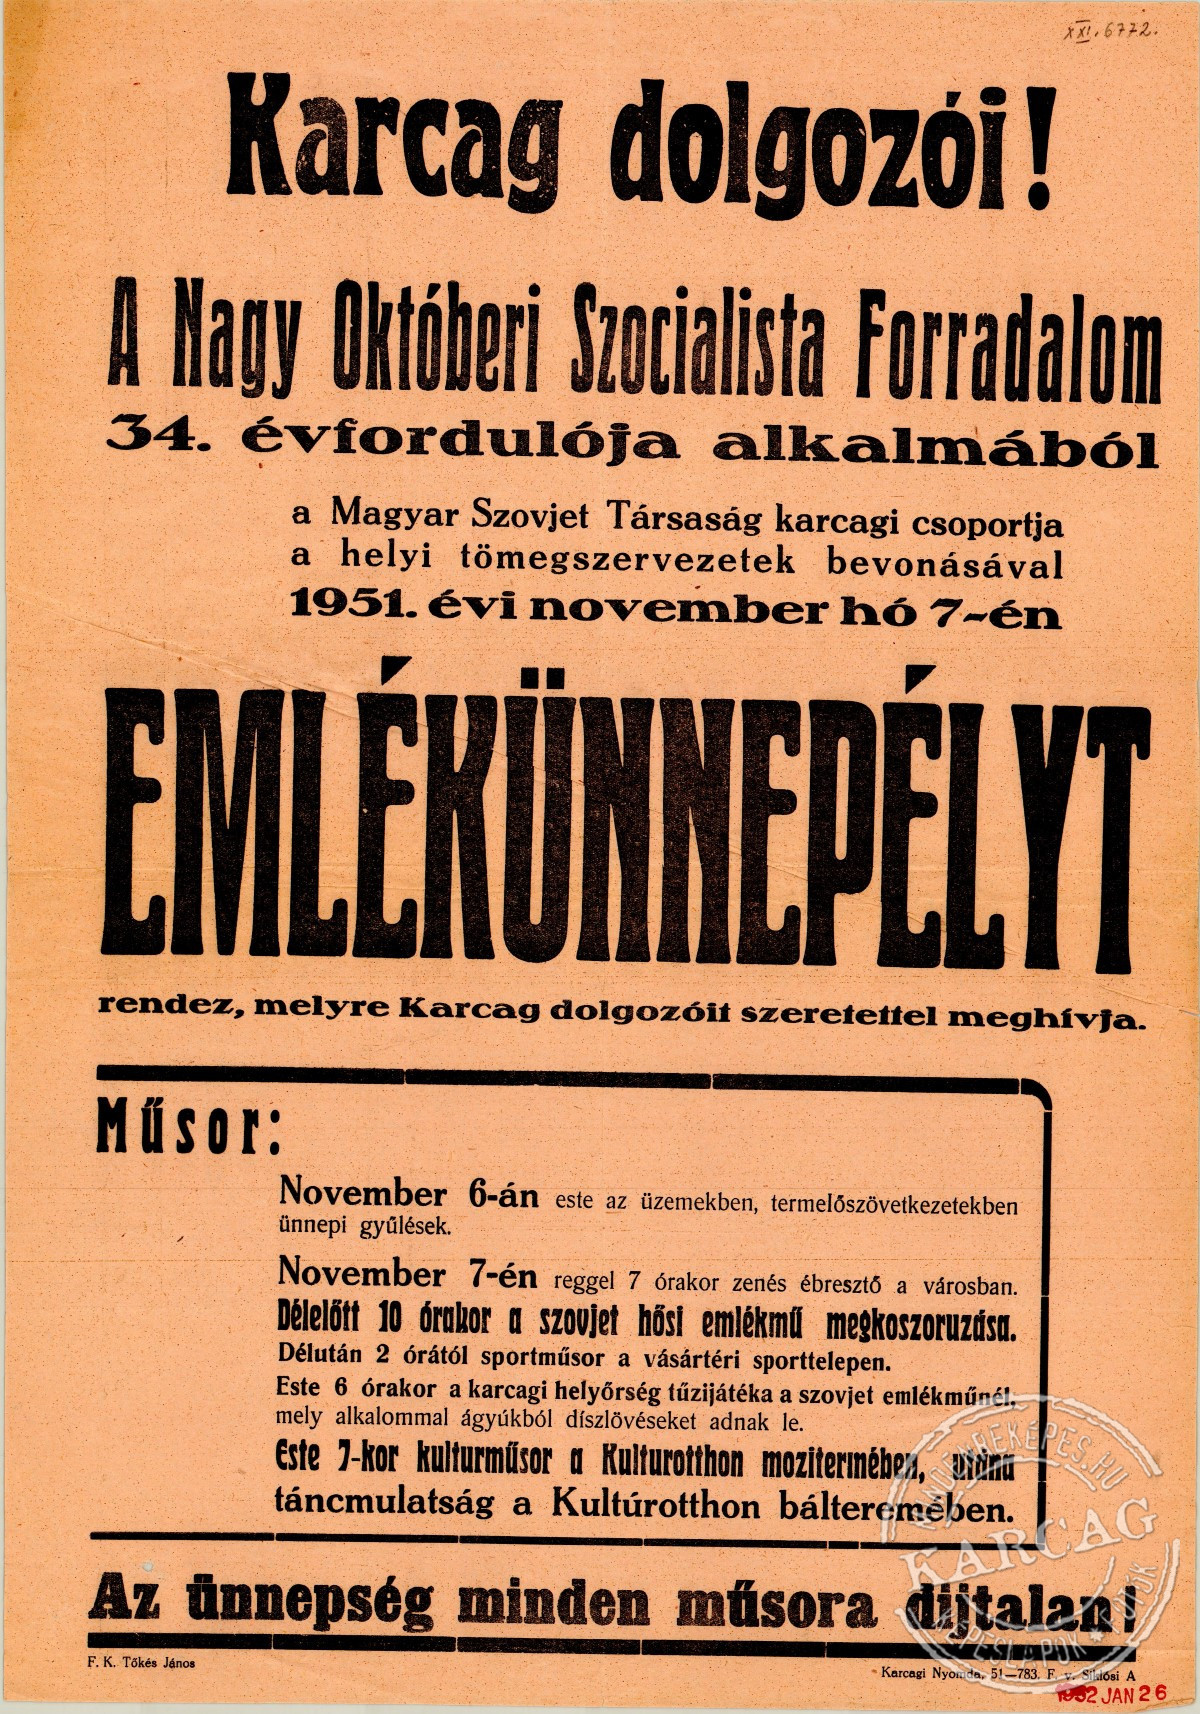 XXI. 6772.
Karcag dolgozói!
A Nagy Októberi Szocialista Forradalom
34. évfordulója alkalmából
a Magyar Szovjet Társaság karcagi csoportja
a helyi tömegszervezetek bevonásával
1951. évi november hó 7-én
EMLÉKÜNNEPÉLYT
rendez, melyre Karcag dolgozóit szeretettel meghívja.
Műsor:
November 6-án este az üzemekben, termelőszövetkezetekben
ünnepi gyűlések.
November 7-én reggel 7 órakor zenés ébresztő a városban.
Délelőtt 10 órakor a szovjet hősi emlékmű megkoszoruzása.
Délután 2 órától sportműsor a vásártéri sporttelepen.
Este 6 órakor a karcagi helyőrség tűzijátéka a szovjet emlékműnél,
mely alkalommal ágyúkból díszlövéseket adnak le.
Este 7-kor kulturműsor a Kulturotthon mozitermében, utána
táncmulatság a Kultúrotthon báltermében.
Az ünnepség minden műsora díjtalan!
F. K. Tőkés János
Karcagi Nyomda, 51—783. F. v. Siklósi A
1952 JAN 26
MINDENREKÉPES.HU
KARCAG
KÉPESLAPOK * FOTÓK